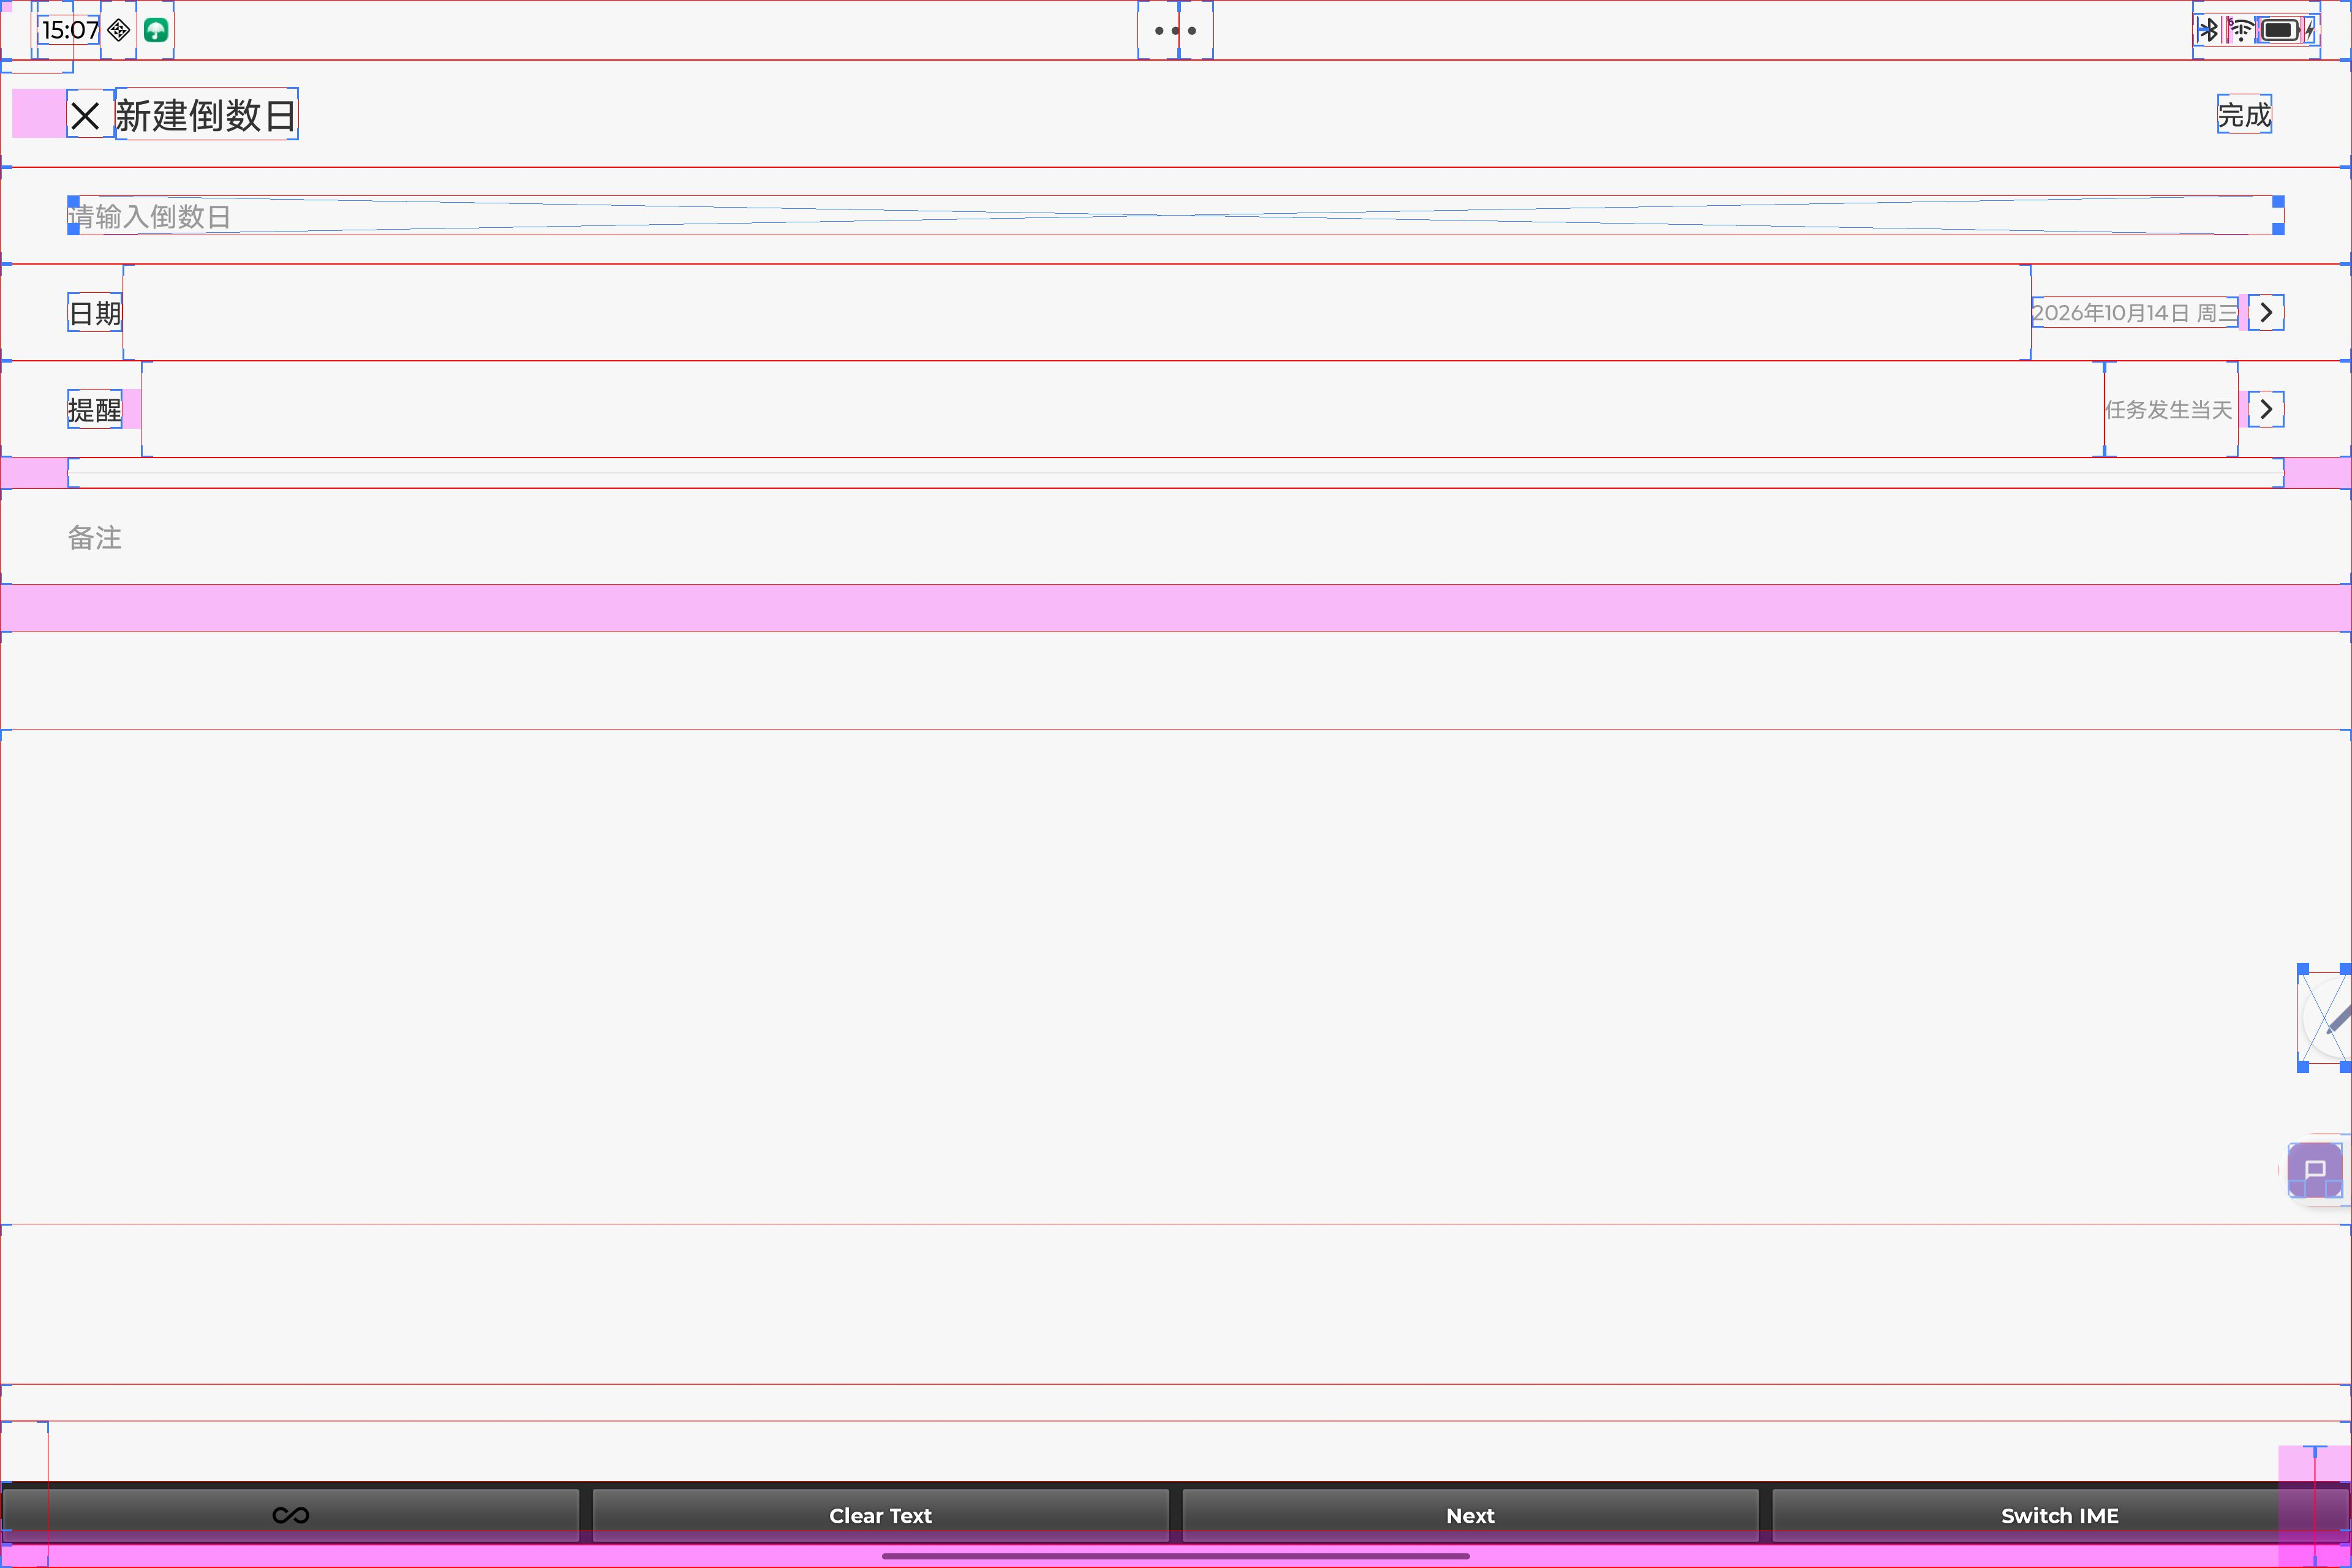 15:07
新建倒数日
完成
请输入倒数日
日期
2026年10月14日 周三
提醒
任务发生当天
备注
Clear Text
Next
Switch IME